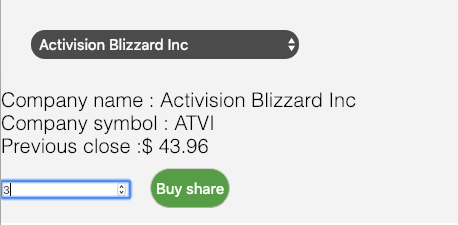 Activision Blizzard Inc
Company name : Activision Blizzard Inc
Company symbol : ATVI
Previous close :$ 43.96
3 Buy share